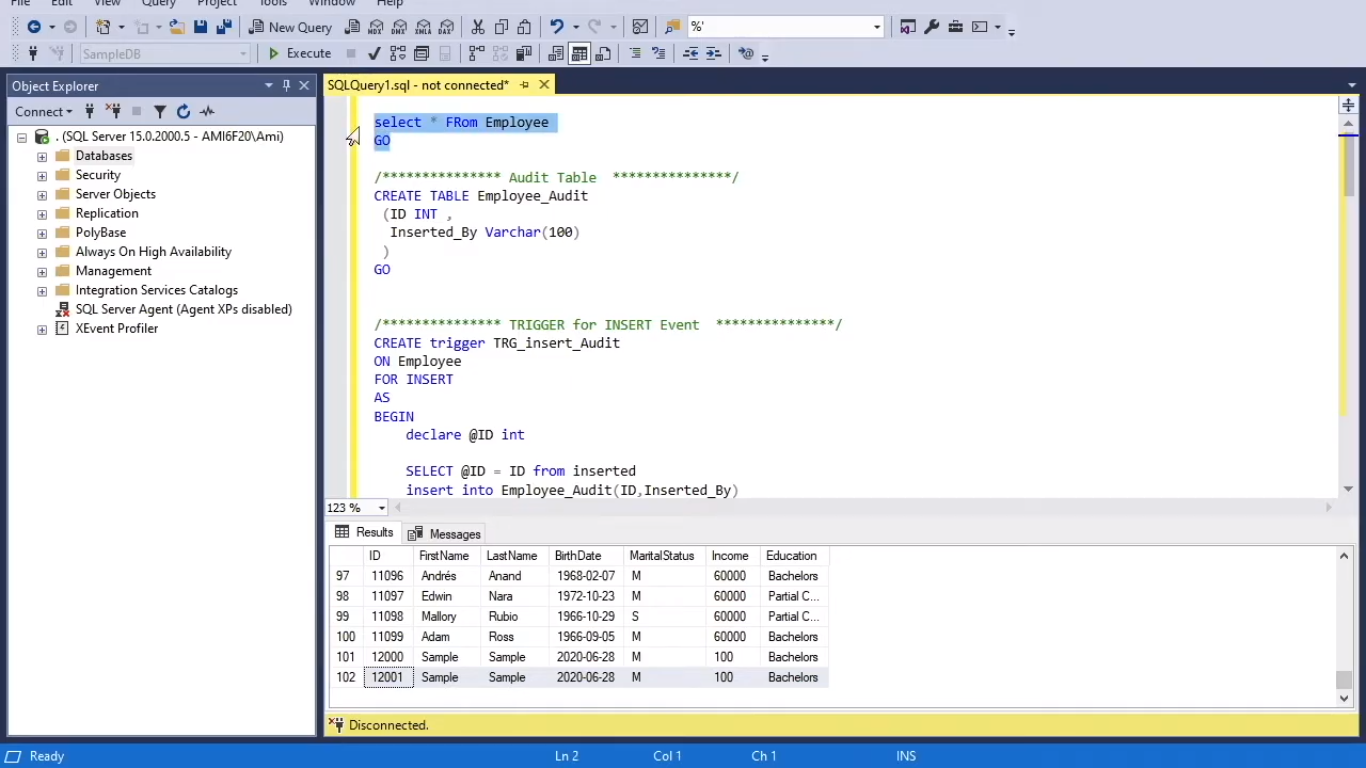 File Edit View Query Project Tools Window Help
New Query MDX DMX XMLA DAX %'
SampleDB Execute
Object Explorer
Connect
. (SQL Server 15.0.2000.5 - AMI6F20\Ami)
Databases
Security
Server Objects
Replication
PolyBase
Always On High Availability
Management
Integration Services Catalogs
SQL Server Agent (Agent XPs disabled)
XEvent Profiler
SQLQuery1.sql - not connected*
select * FRom Employee
GO
/*************** Audit Table ***************/
CREATE TABLE Employee_Audit
(ID INT ,
Inserted_By Varchar(100)
)
GO
/*************** TRIGGER for INSERT Event ***************/
CREATE trigger TRG_insert_Audit
ON Employee
FOR INSERT
AS
BEGIN
declare @ID int
SELECT @ID = ID from inserted
insert into Employee_Audit(ID,Inserted_By)
123 %
Results Messages
ID FirstName LastName BirthDate MaritalStatus Income Education
97 11096 Andrés Anand 1968-02-07 M 60000 Bachelors
98 11097 Edwin Nara 1972-10-23 M 60000 Partial C...
99 11098 Mallory Rubio 1966-10-29 S 60000 Partial C...
100 11099 Adam Ross 1966-09-05 M 60000 Bachelors
101 12000 Sample Sample 2020-06-28 M 100 Bachelors
102 12001 Sample Sample 2020-06-28 M 100 Bachelors
Disconnected.
Ready Ln 2 Col 1 Ch 1 INS